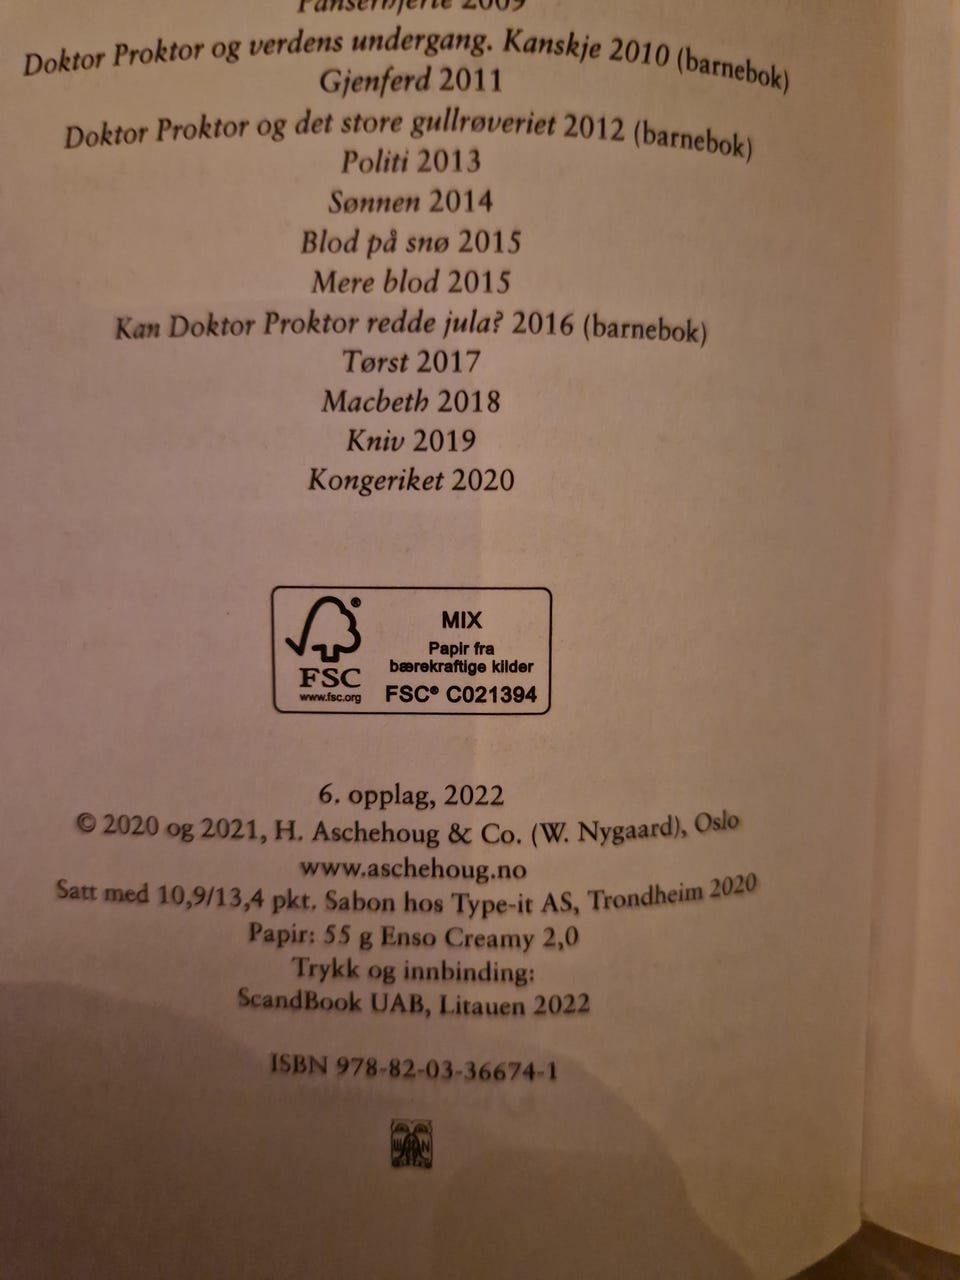 Panserhjerte 2009
Doktor Proktor og verdens undergang. Kanskje 2010 (barnebok)
Gjenferd 2011
Doktor Proktor og det store gullrøveriet 2012 (barnebok)
Politi 2013
Sønnen 2014
Blod på snø 2015
Mere blod 2015
Kan Doktor Proktor redde jula? 2016 (barnebok)
Tørst 2017
Macbeth 2018
Kniv 2019
Kongeriket 2020
FSC®
www.fsc.org
MIX
Papir fra
bærekraftige kilder
FSC® C021394
6. opplag, 2022
© 2020 og 2021, H. Aschehoug & Co. (W. Nygaard), Oslo
www.aschehoug.no
Satt med 10,9/13,4 pkt. Sabon hos Type-it AS, Trondheim 2020
Papir: 55 g Enso Creamy 2,0
Trykk og innbinding:
ScandBook UAB, Litauen 2022
ISBN 978-82-03-36674-1